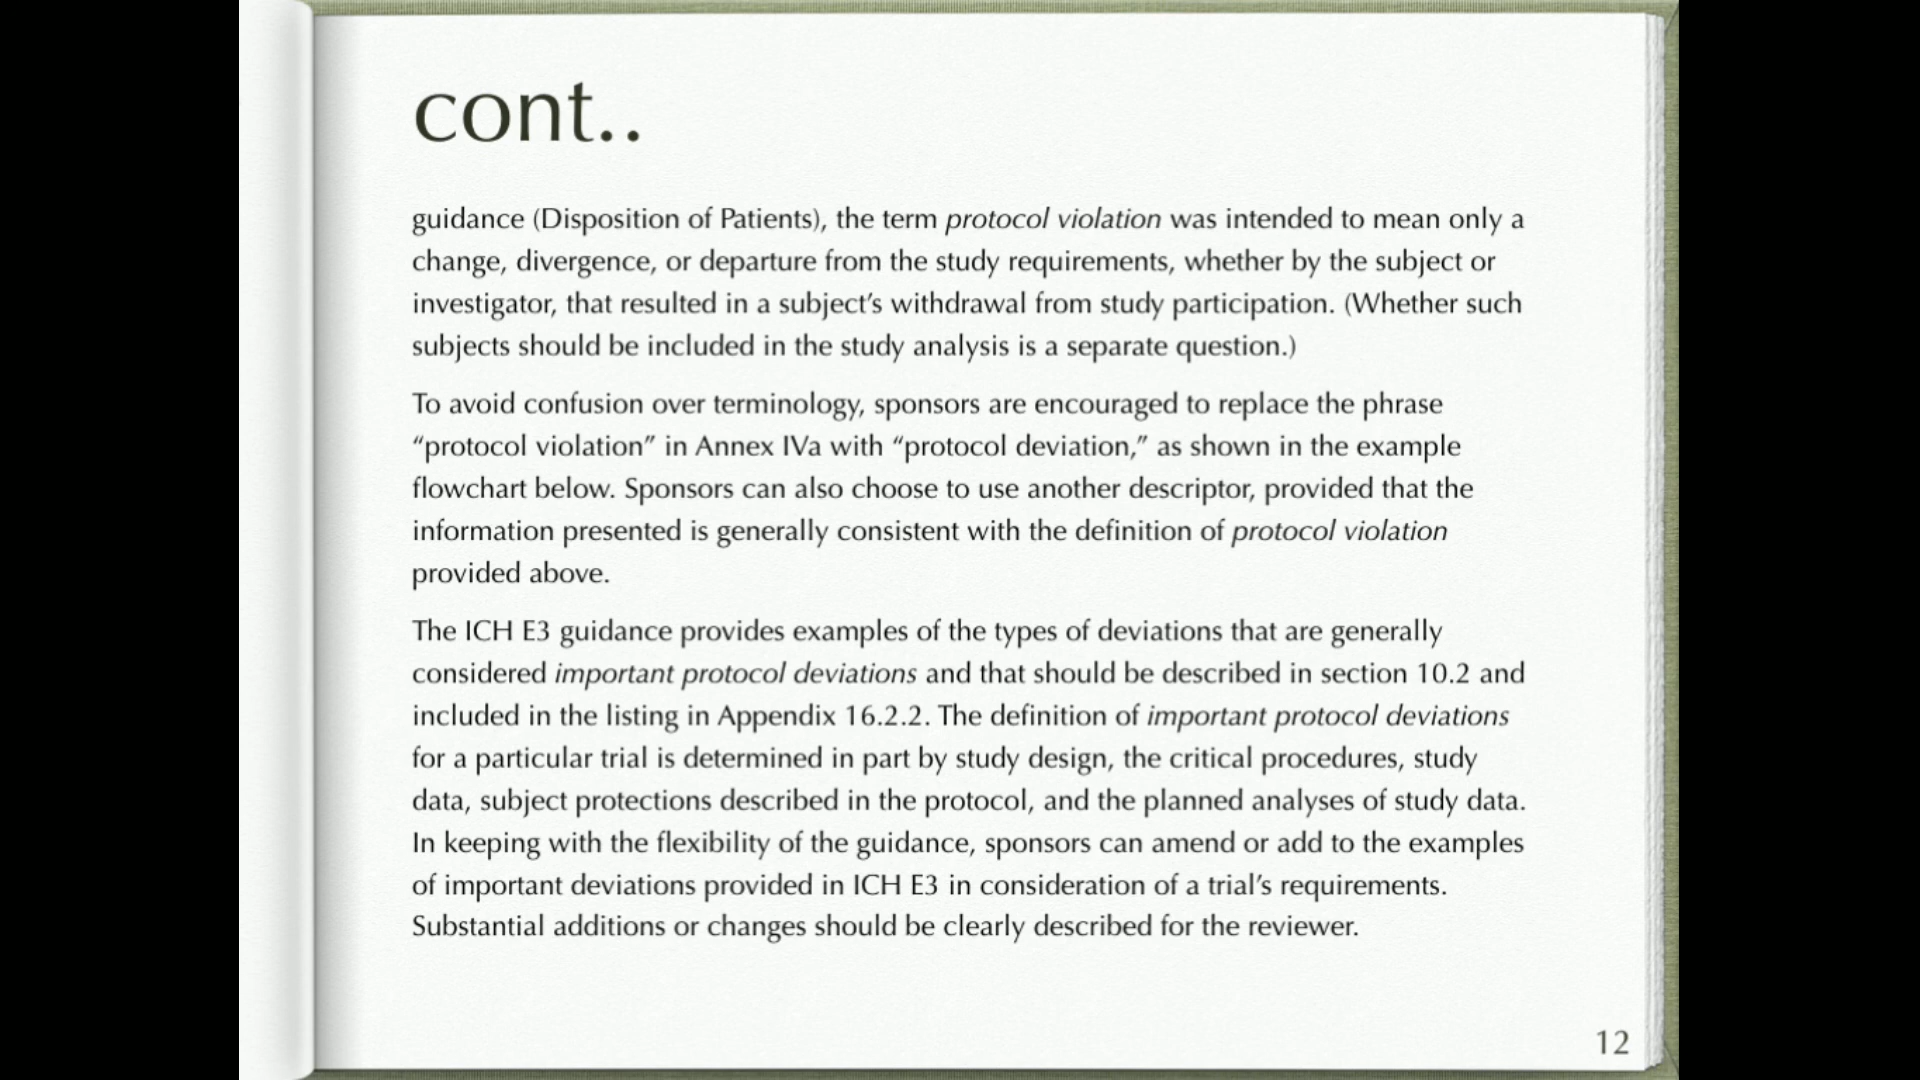 cont..
guidance (Disposition of Patients), the term protocol violation was intended to mean only a
change, divergence, or departure from the study requirements, whether by the subject or
investigator, that resulted in a subject’s withdrawal from study participation. (Whether such
subjects should be included in the study analysis is a separate question.)
To avoid confusion over terminology, sponsors are encouraged to replace the phrase
“protocol violation” in Annex IVa with “protocol deviation,” as shown in the example
flowchart below. Sponsors can also choose to use another descriptor, provided that the
information presented is generally consistent with the definition of protocol violation
provided above.
The ICH E3 guidance provides examples of the types of deviations that are generally
considered important protocol deviations and that should be described in section 10.2 and
included in the listing in Appendix 16.2.2. The definition of important protocol deviations
for a particular trial is determined in part by study design, the critical procedures, study
data, subject protections described in the protocol, and the planned analyses of study data.
In keeping with the flexibility of the guidance, sponsors can amend or add to the examples
of important deviations provided in ICH E3 in consideration of a trial’s requirements.
Substantial additions or changes should be clearly described for the reviewer.
12